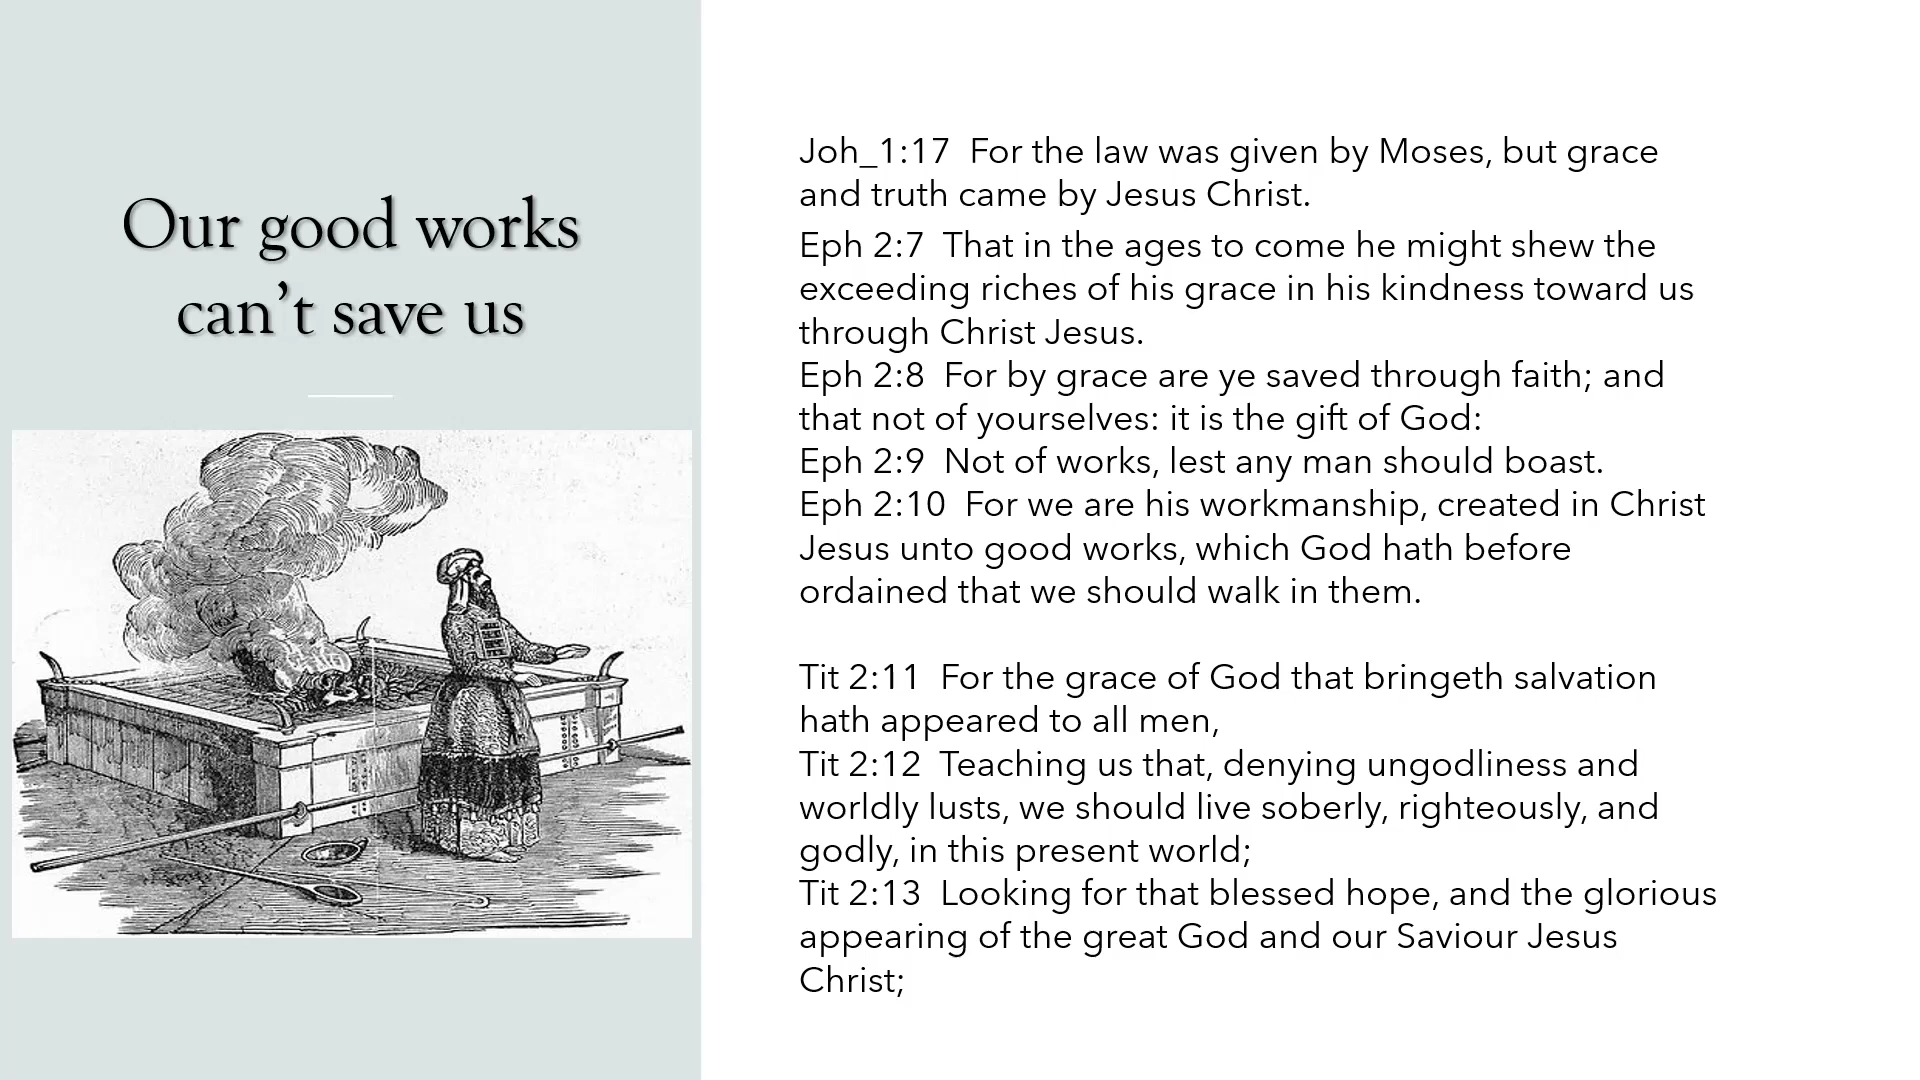 Our good works
can’t save us
Joh_1:17  For the law was given by Moses, but grace
and truth came by Jesus Christ.
Eph 2:7  That in the ages to come he might shew the
exceeding riches of his grace in his kindness toward us
through Christ Jesus.
Eph 2:8  For by grace are ye saved through faith; and
that not of yourselves: it is the gift of God:
Eph 2:9  Not of works, lest any man should boast.
Eph 2:10  For we are his workmanship, created in Christ
Jesus unto good works, which God hath before
ordained that we should walk in them.
Tit 2:11  For the grace of God that bringeth salvation
hath appeared to all men,
Tit 2:12  Teaching us that, denying ungodliness and
worldly lusts, we should live soberly, righteously, and
godly, in this present world;
Tit 2:13  Looking for that blessed hope, and the glorious
appearing of the great God and our Saviour Jesus
Christ;